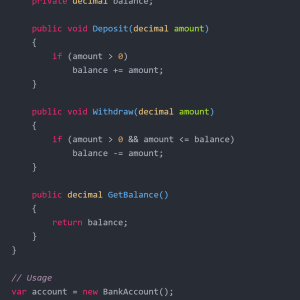 private decimal balance;
public void Deposit(decimal amount)
{
if (amount > 0)
balance += amount;
}
public void Withdraw(decimal amount)
{
if (amount > 0 && amount <= balance)
balance -= amount;
}
public decimal GetBalance()
{
return balance;
}
}
// Usage
var account = new BankAccount();